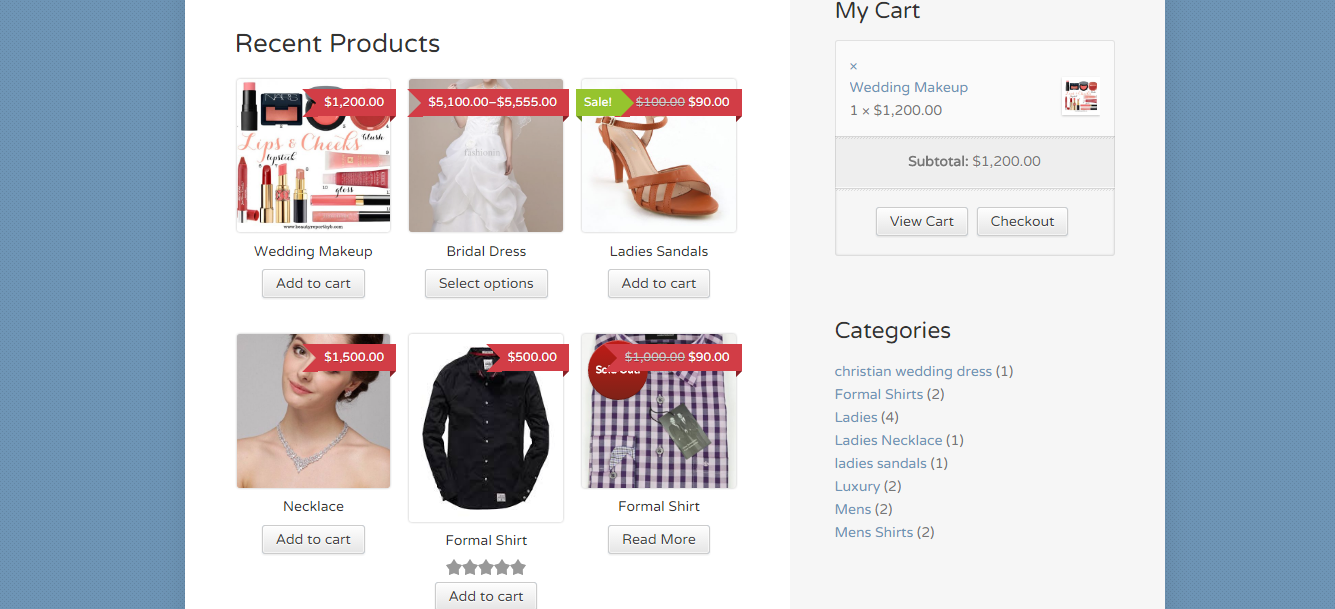 My Cart
Recent Products
×
Wedding Makeup
1 × $1,200.00
Subtotal: $1,200.00
View Cart
Checkout
$1,200.00
NARS
Lips & Cheeks
blush
lipstick
gloss
www.beautyreportbyb.com
Wedding Makeup
Add to cart
$5,100.00–$5,555.00
fashionin
Bridal Dress
Select options
Sale!
$100.00 $90.00
Ladies Sandals
Add to cart
$1,500.00
Necklace
Add to cart
$500.00
Formal Shirt
Add to cart
$1,000.00 $90.00
Sold Out!
Formal Shirt
Read More
Categories
christian wedding dress (1)
Formal Shirts (2)
Ladies (4)
Ladies Necklace (1)
ladies sandals (1)
Luxury (2)
Mens (2)
Mens Shirts (2)